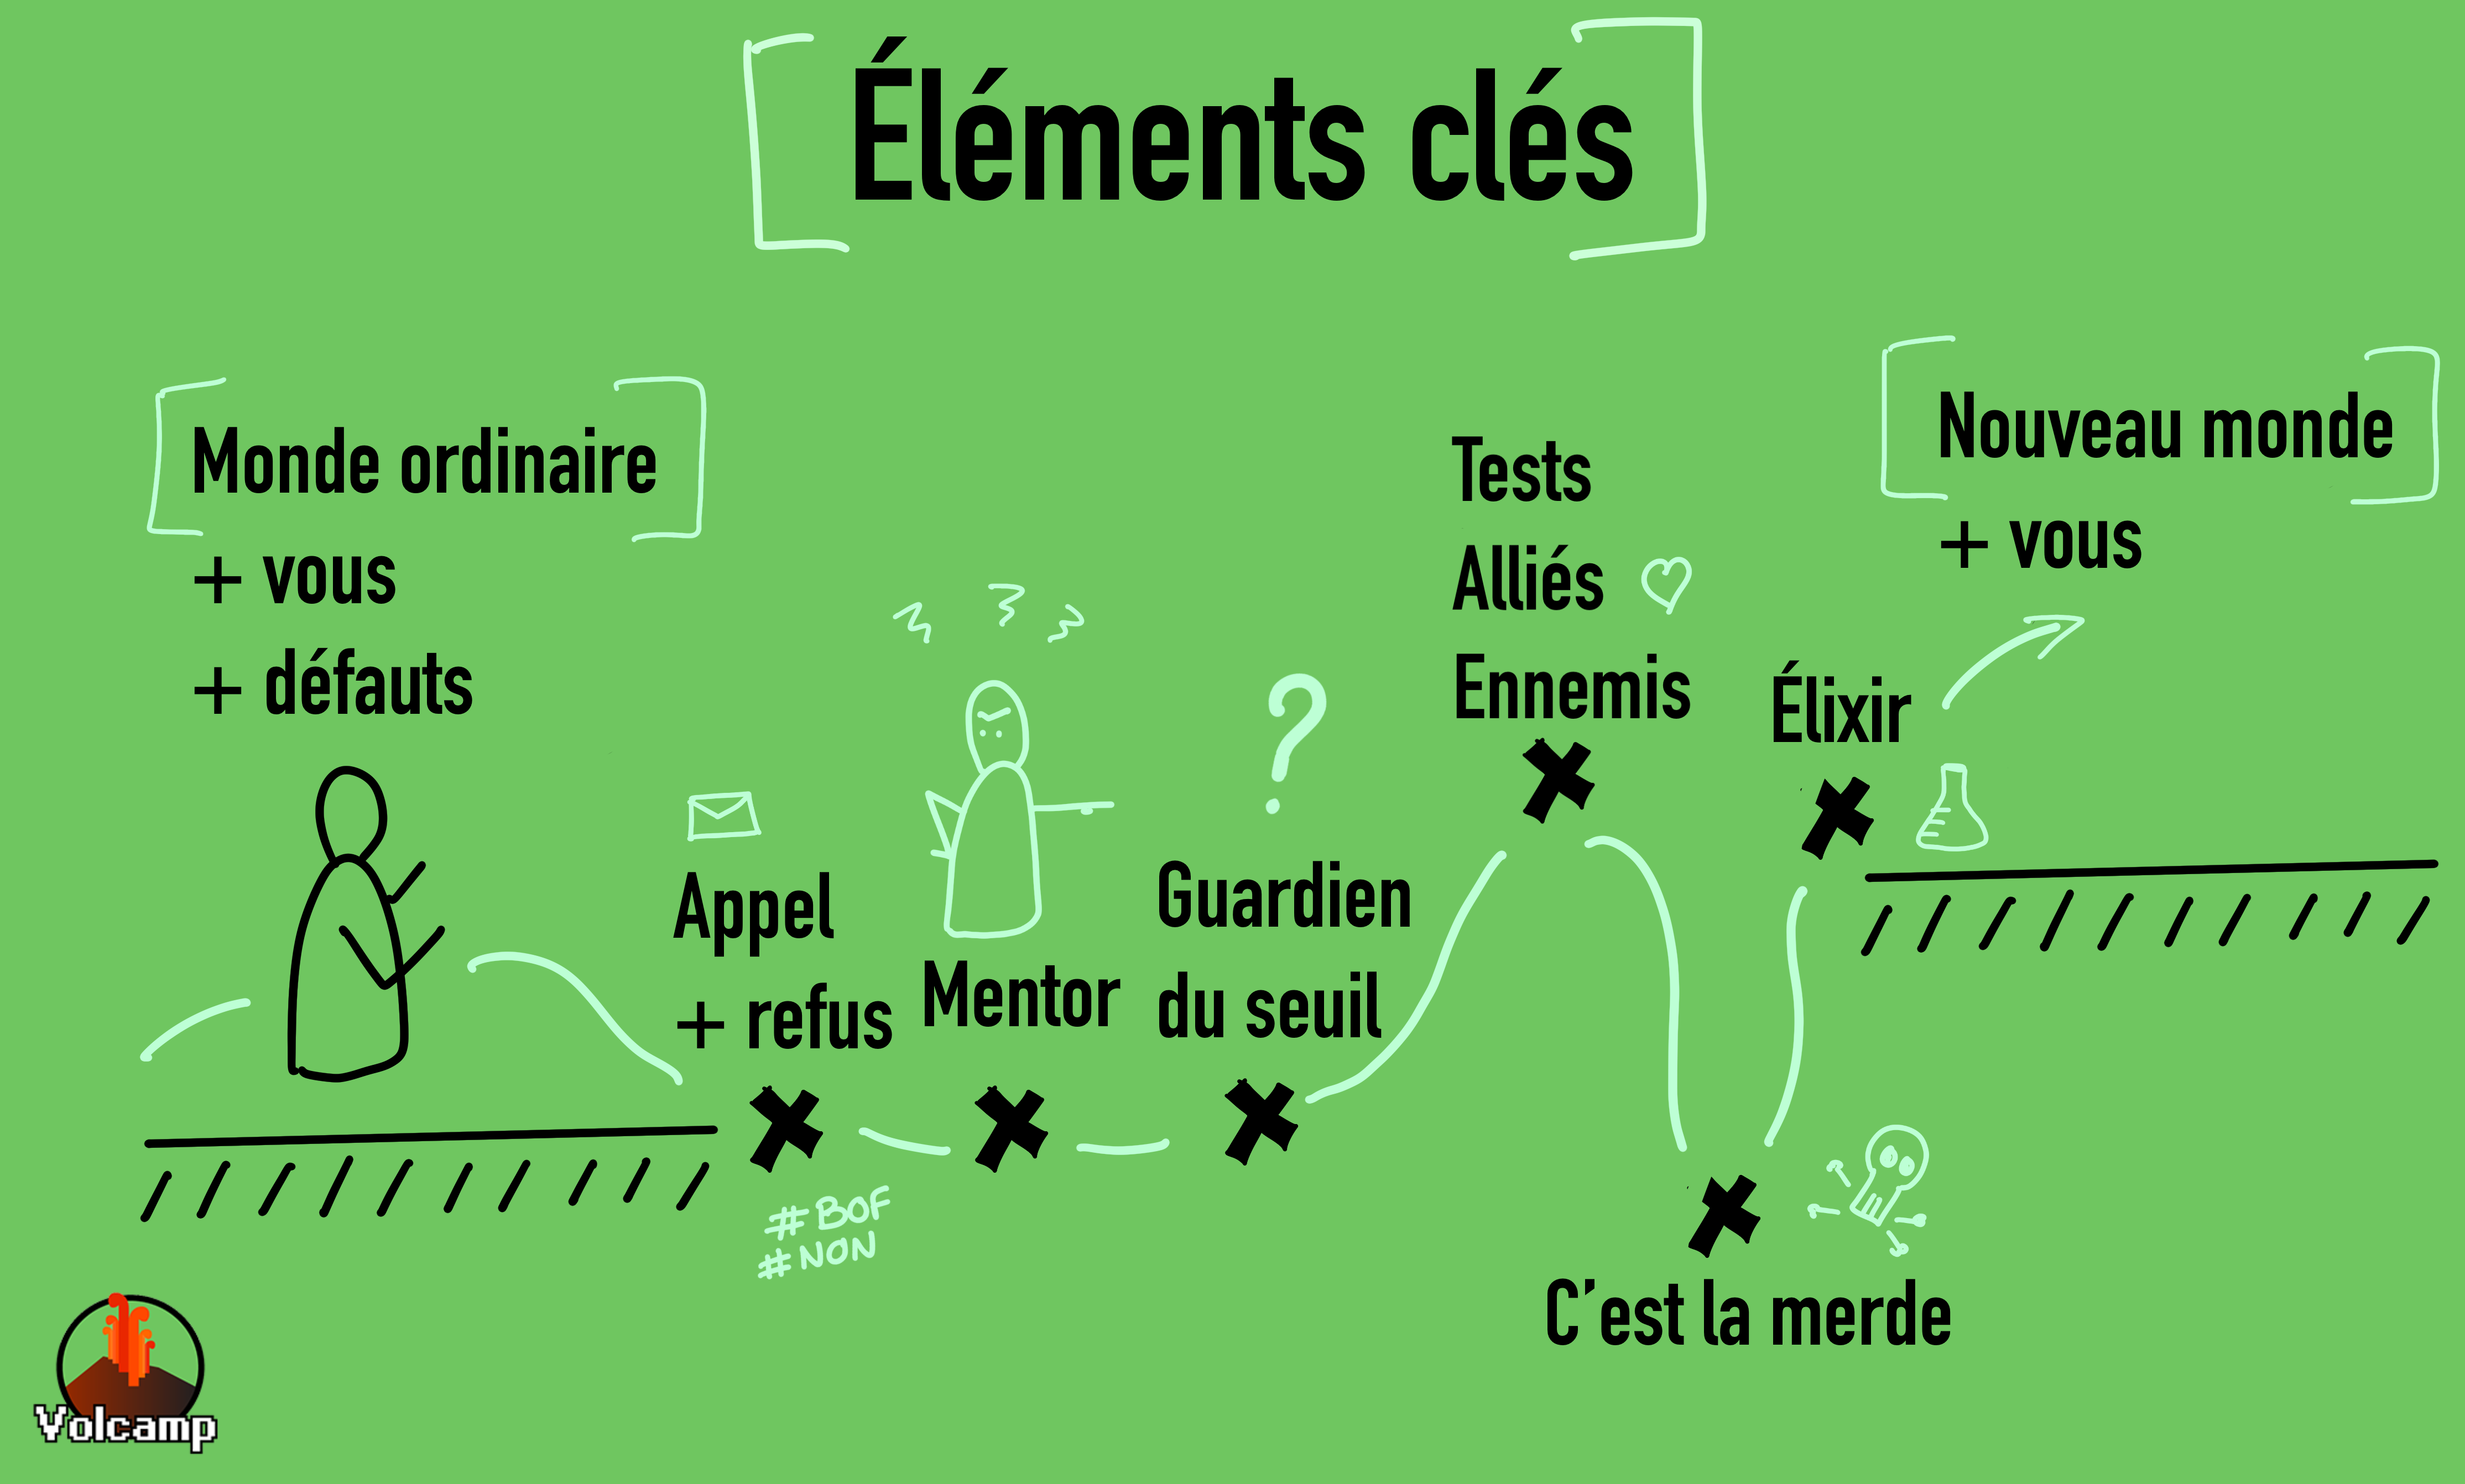 Éléments clés
Monde ordinaire
+ vous
+ défauts
Appel
+ refus
#BOF
#NON
Mentor
Guardien
du seuil
?
Tests
Alliés
Ennemis
C'est la merde
Élixir
Nouveau monde
+ vous
Volcamp